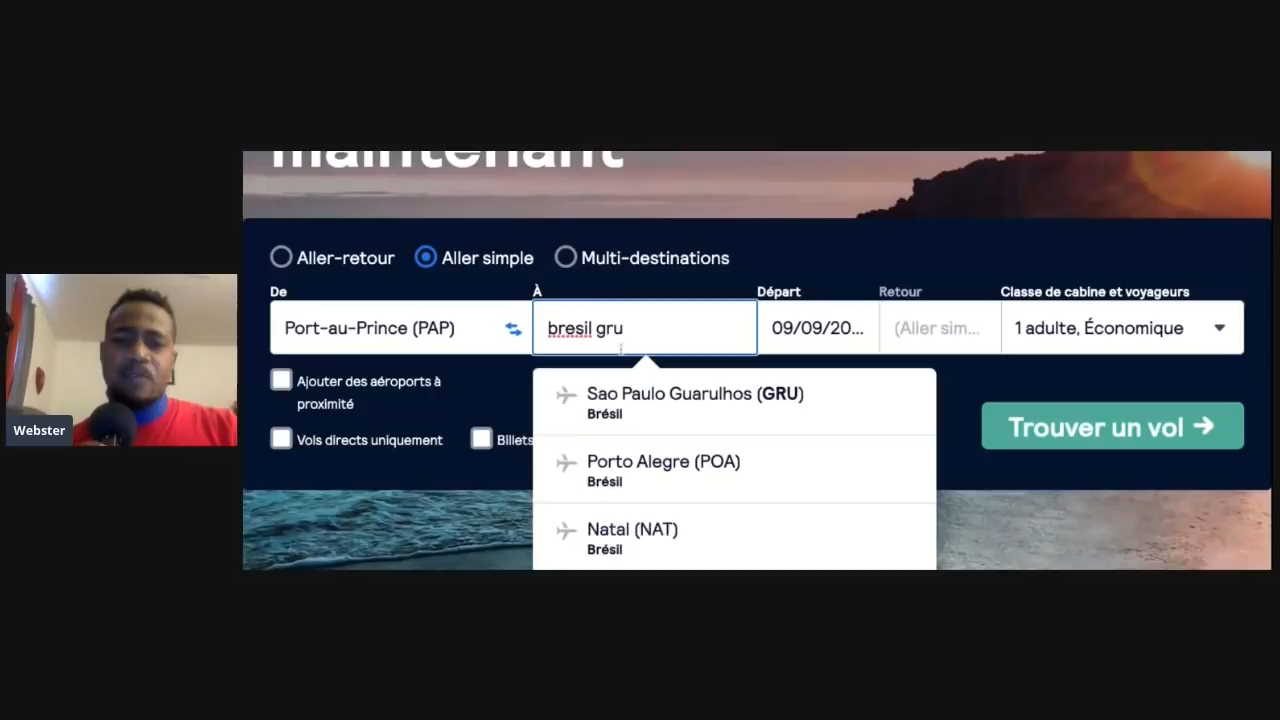 maintenant
Aller-retour
Aller simple
Multi-destinations
De
À
Départ
Retour
Classe de cabine et voyageurs
Port-au-Prince (PAP)
bresil gru
09/09/20...
(Aller sim...
1 adulte, Économique
Ajouter des aéroports à
proximité
Vols directs uniquement
Billets
Sao Paulo Guarulhos (GRU)
Brésil
Porto Alegre (POA)
Brésil
Natal (NAT)
Brésil
Trouver un vol
Webster